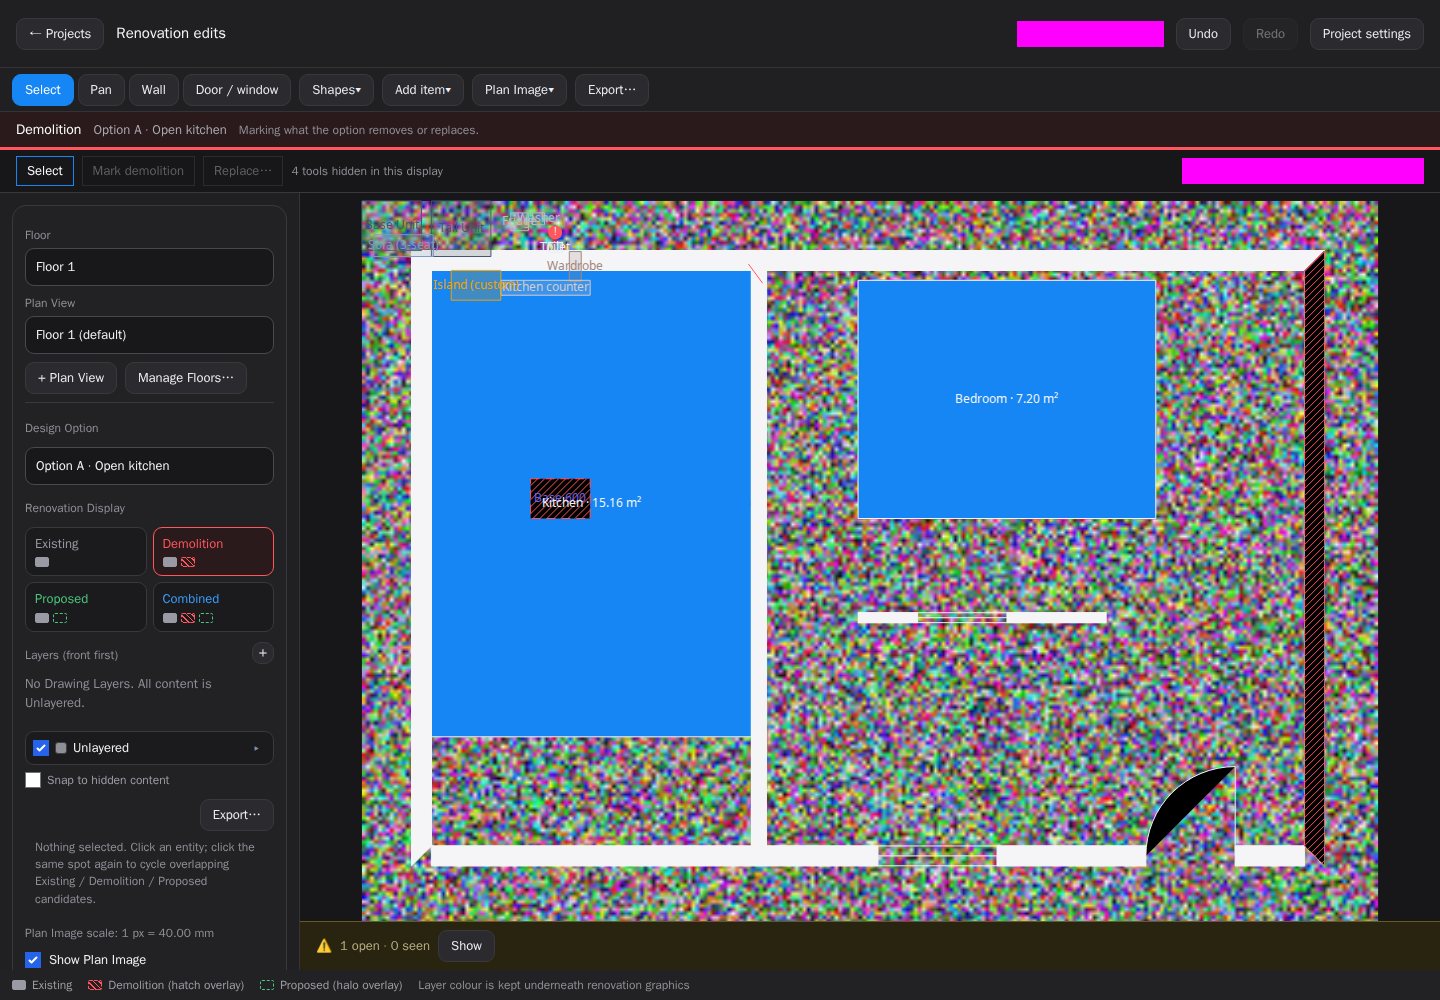 ← Projects
Renovation edits
Undo
Redo
Project settings
Select
Pan
Wall
Door / window
Shapes▾
Add item▾
Plan Image▾
Export⋯
Demolition
Option A · Open kitchen
Marking what the option removes or replaces.
Select
Mark demolition
Replace⋯
4 tools hidden in this display
Floor
Floor 1
Plan View
Floor 1 (default)
+ Plan View
Manage Floors⋯
Design Option
Option A · Open kitchen
Renovation Display
Existing
Demolition
Proposed
Combined
Layers (front first)
+
No Drawing Layers. All content is
Unlayered.
Unlayered
Snap to hidden content
Export⋯
Nothing selected. Click an entity; click the
same spot again to cycle overlapping
Existing / Demolition / Proposed
candidates.
Plan Image scale: 1 px = 40.00 mm
Show Plan Image
Base Unit
Washer
Toilet
Wardrobe
Kitchen counter
Base 600
Kitchen · 15.16 m²
Bedroom · 7.20 m²
1 open · 0 seen
Show
Existing
Demolition (hatch overlay)
Proposed (halo overlay)
Layer colour is kept underneath renovation graphics